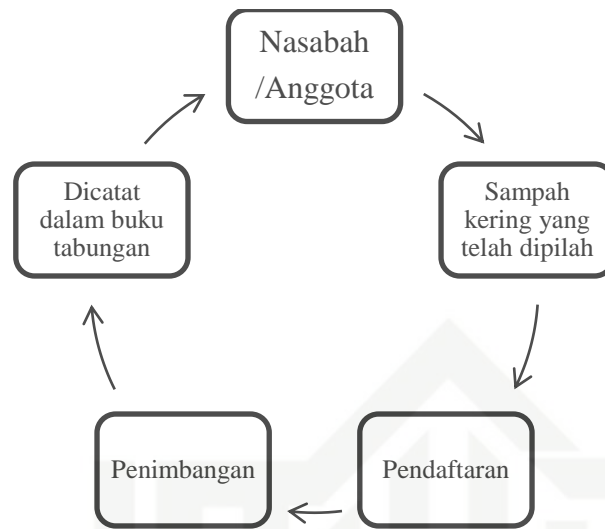 Nasabah
/Anggota
Sampah
kering yang
telah dipilah
Pendaftaran
Penimbangan
Dicatat
dalam buku
tabungan